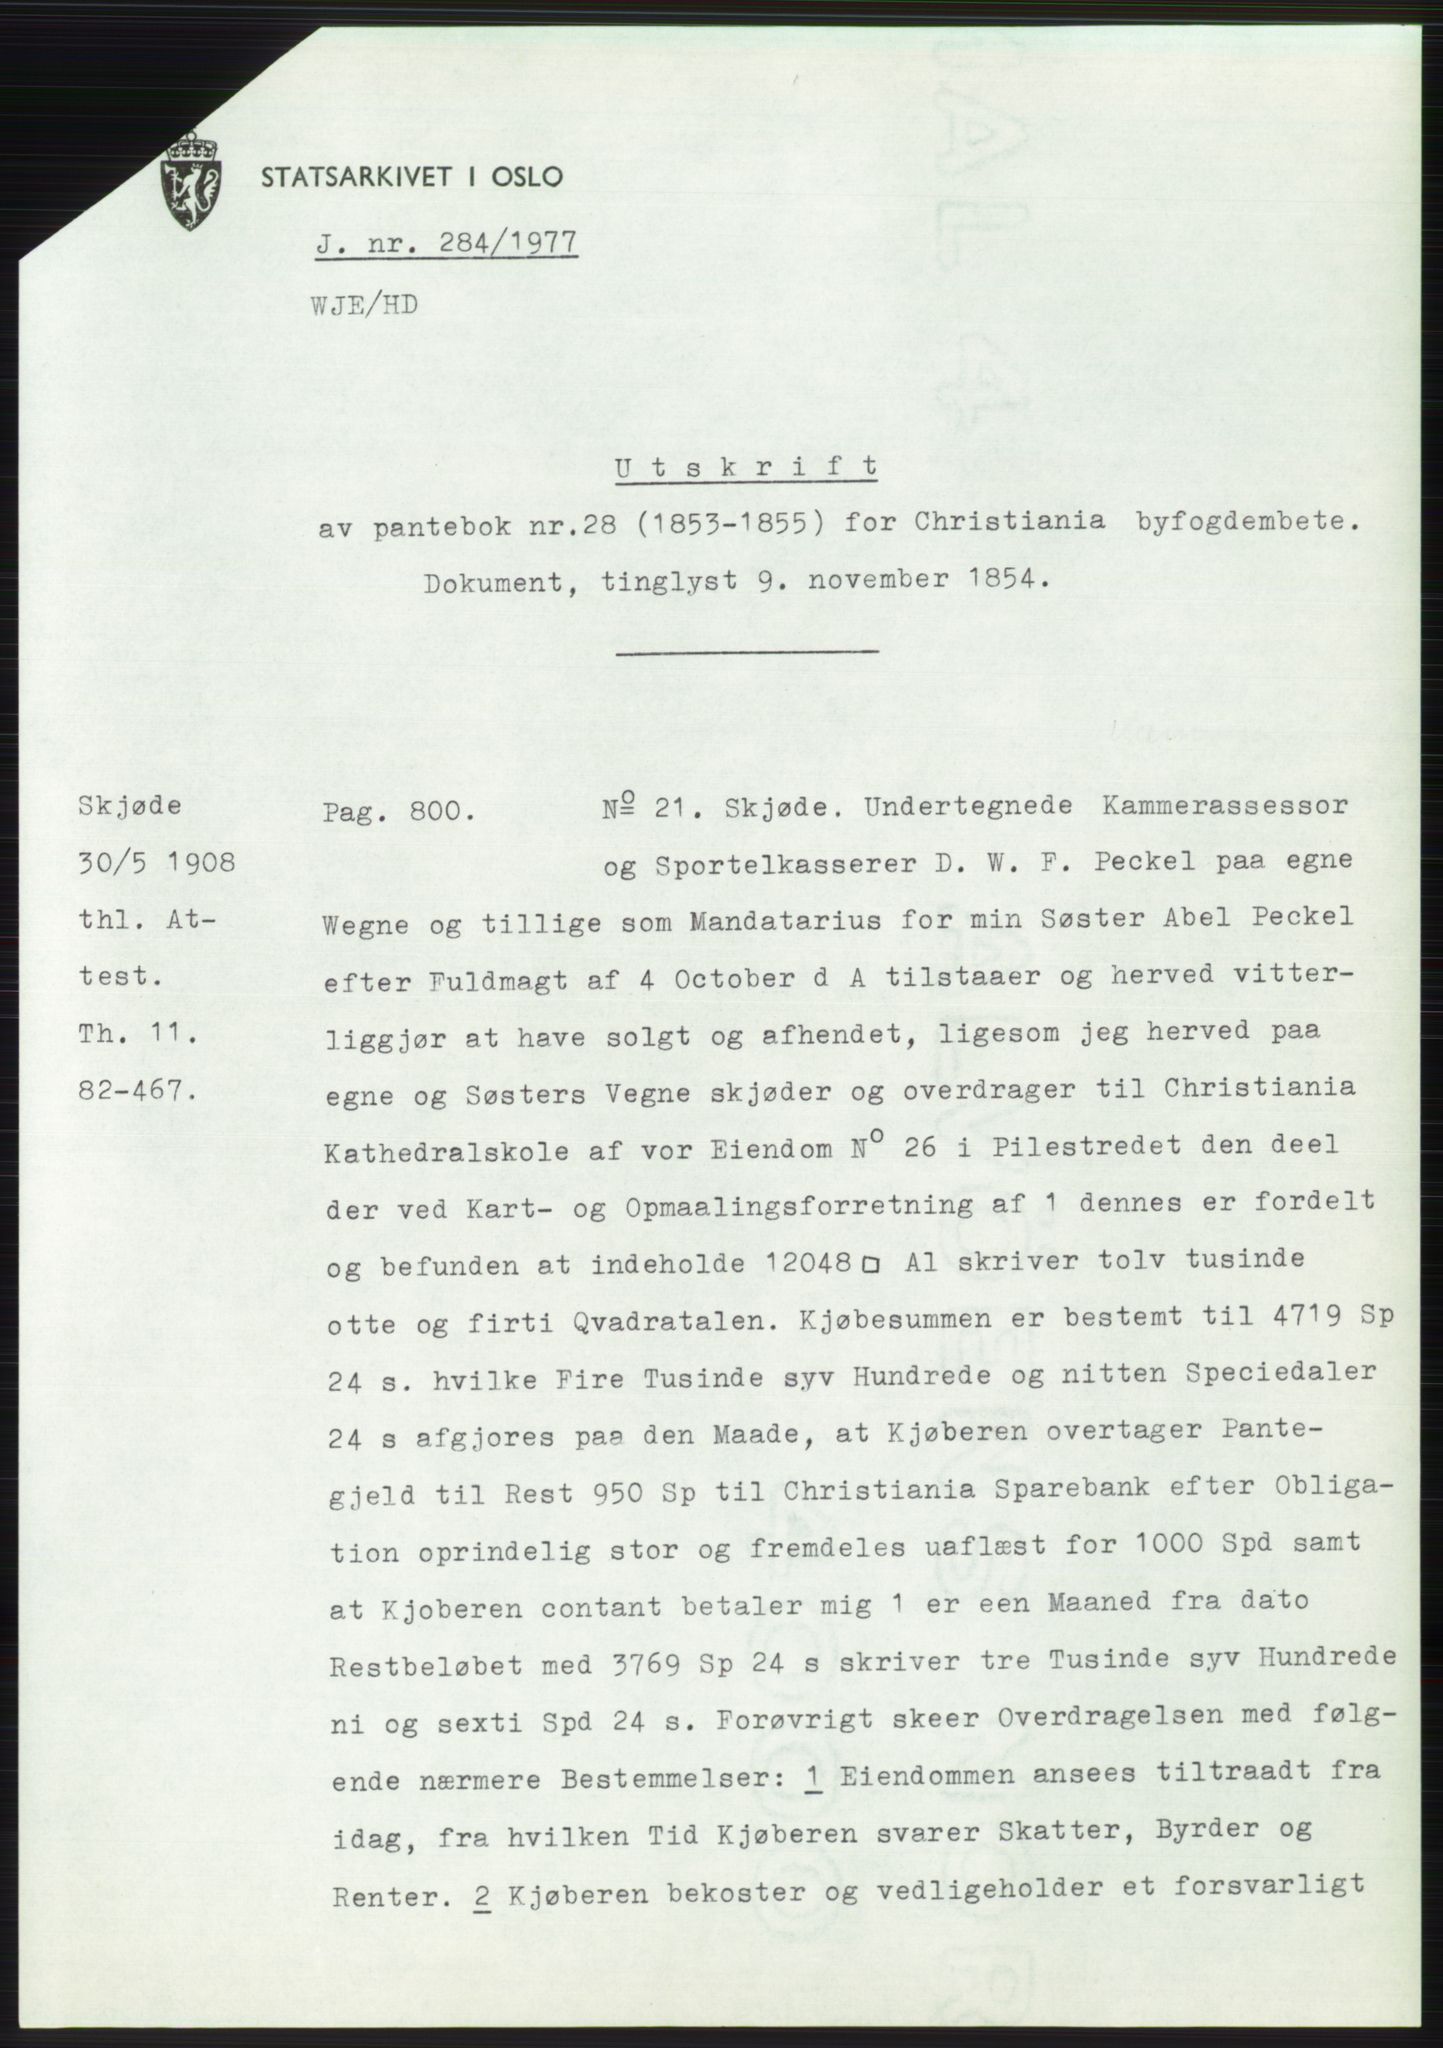 STATSARKIVET I OSLO
J. nr. 284/1977
WJE/HD
Utskrift
av pantebok nr.28 (1853-1855) for Christiania byfogdembete.
Dokument, tinglyst 9. november 1854.
Skjøde
30/5 1908
thl. At-
test.
Th. 11.
82-467.
Pag. 800. Nº 21. Skjøde. Undertegnede Kammerassessor
og Sportelkasserer D. W. F. Peckel paa egne
Wegne og tillige som Mandatarius for min Søster Abel Peckel
efter Fuldmagt af 4 October d A tilstaaer og herved vitter-
liggjør at have solgt og afhendet, ligesom jeg herved paa
egne og Søsters Vegne skjøder og overdrager til Christiania
Kathedralskole af vor Eiendom Nº 26 i Pilestredet den deel
der ved Kart- og Opmaalingsforretning af 1 dennes er fordelt
og befunden at indeholde 12048□ Al skriver tolv tusinde
otte og firti Qvadratalen. Kjøbesummen er bestemt til 4719 Sp
24 s. hvilke Fire Tusinde syv Hundrede og nitten Speciedaler
24 s afgjores paa den Maade, at Kjøberen overtager Pante-
gjeld til Rest 950 Sp til Christiania Sparebank efter Obliga-
tion oprindelig stor og fremdeles uaflæst for 1000 Spd samt
at Kjoberen contant betaler mig 1 er een Maaned fra dato
Restbeløbet med 3769 Sp 24 s skriver tre Tusinde syv Hundrede
ni og sexti Spd 24 s. Forøvrigt skeer Overdragelsen med følg-
ende nærmere Bestemmelser: 1 Eiendommen ansees tiltraadt fra
idag, fra hvilken Tid Kjøberen svarer Skatter, Byrder og
Renter. 2 Kjøberen bekoster og vedligeholder et forsvarligt